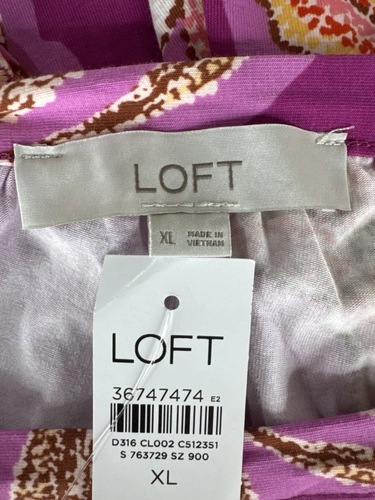 LOFT
XL
MADE IN
VIETNAM
LOFT
36747474 E2
D316 CL002 C512351
S 763729 SZ 900
XL